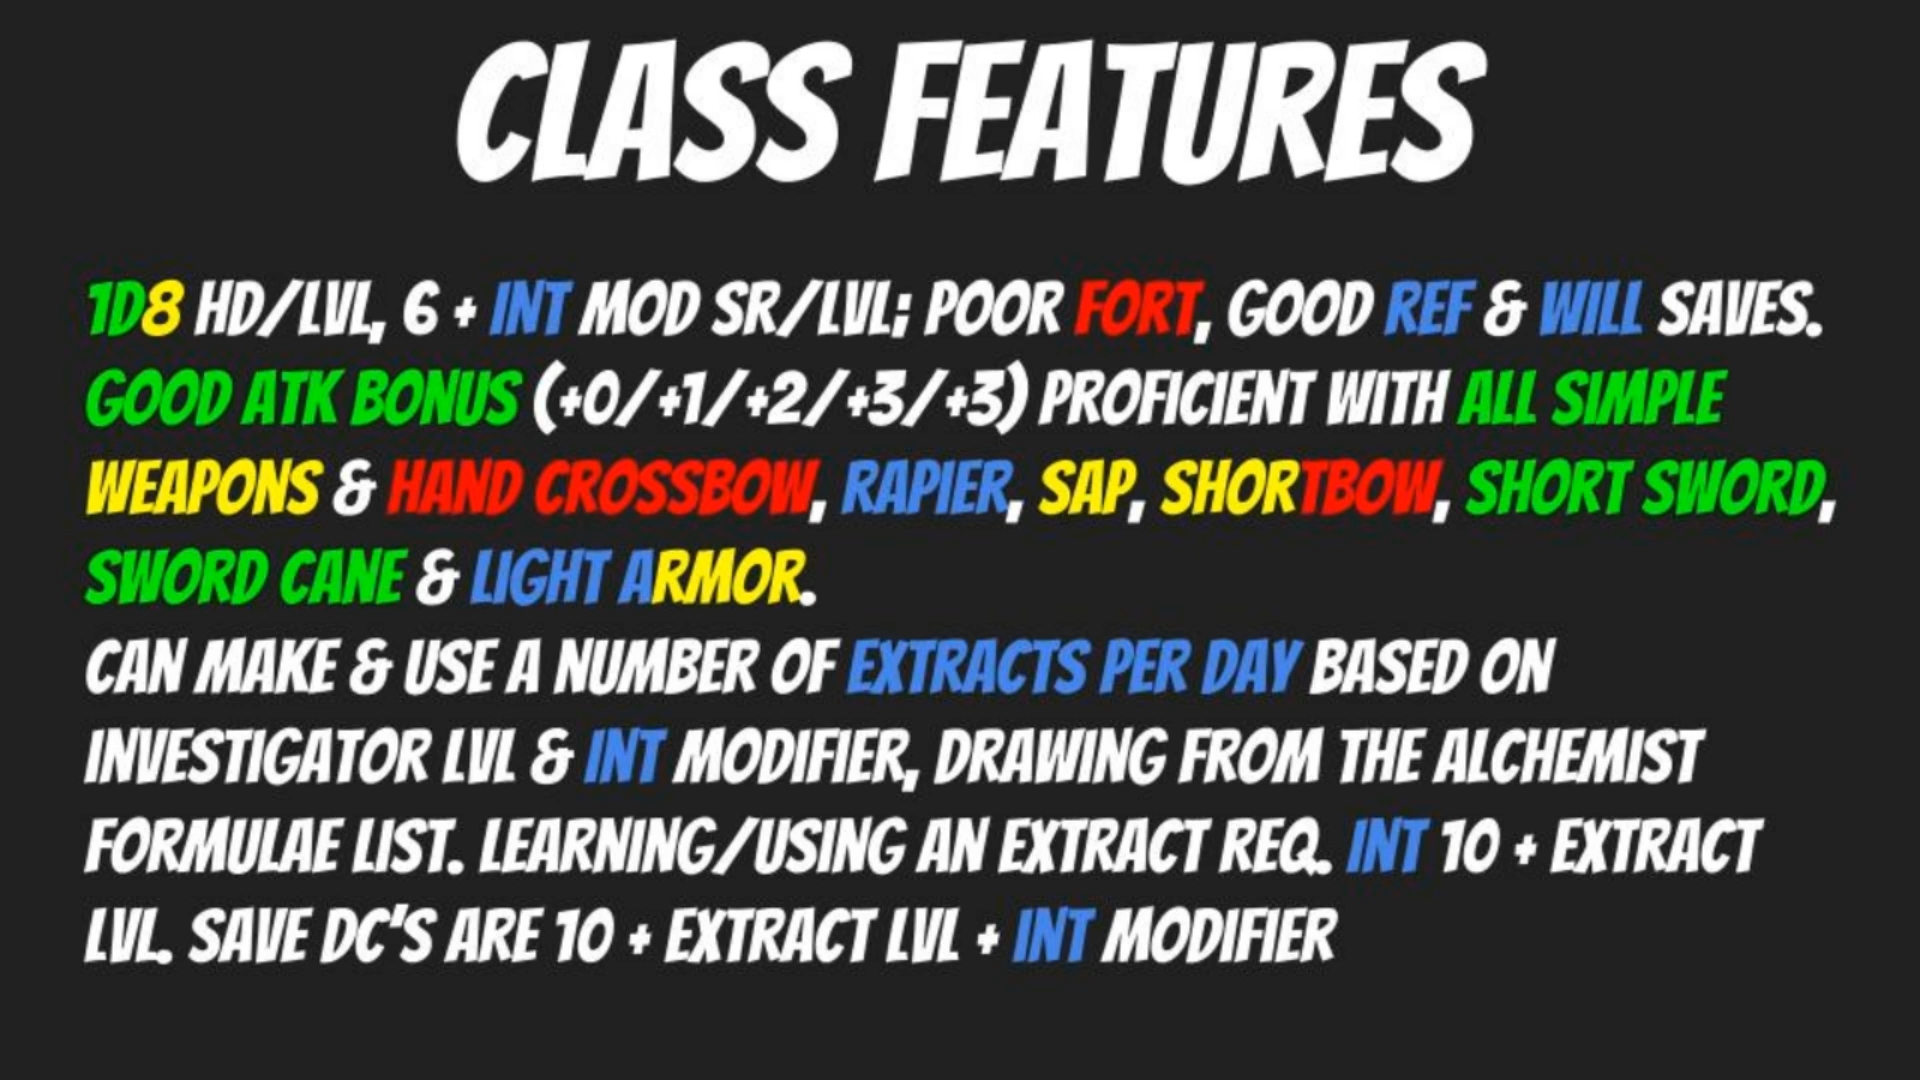 CLASS FEATURES
1D8 HD/LVL, 6 + INT MOD SR/LVL; POOR FORT, GOOD REF & WILL SAVES.
GOOD ATK BONUS (+0/+1/+2/+3/+3) PROFICIENT WITH ALL SIMPLE
WEAPONS & HAND CROSSBOW, RAPIER, SAP, SHORTBOW, SHORT SWORD,
SWORD CANE & LIGHT ARMOR.
CAN MAKE & USE A NUMBER OF EXTRACTS PER DAY BASED ON
INVESTIGATOR LVL & INT MODIFIER, DRAWING FROM THE ALCHEMIST
FORMULAE LIST. LEARNING/USING AN EXTRACT REQ. INT 10 + EXTRACT
LVL. SAVE DC'S ARE 10 + EXTRACT LVL + INT MODIFIER